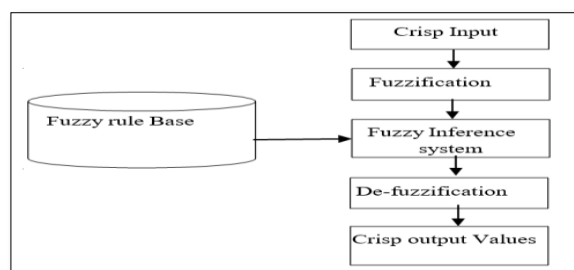 Crisp Input
Fuzzification
Fuzzy rule Base
Fuzzy Inference
system
De-fuzzification
Crisp output Values